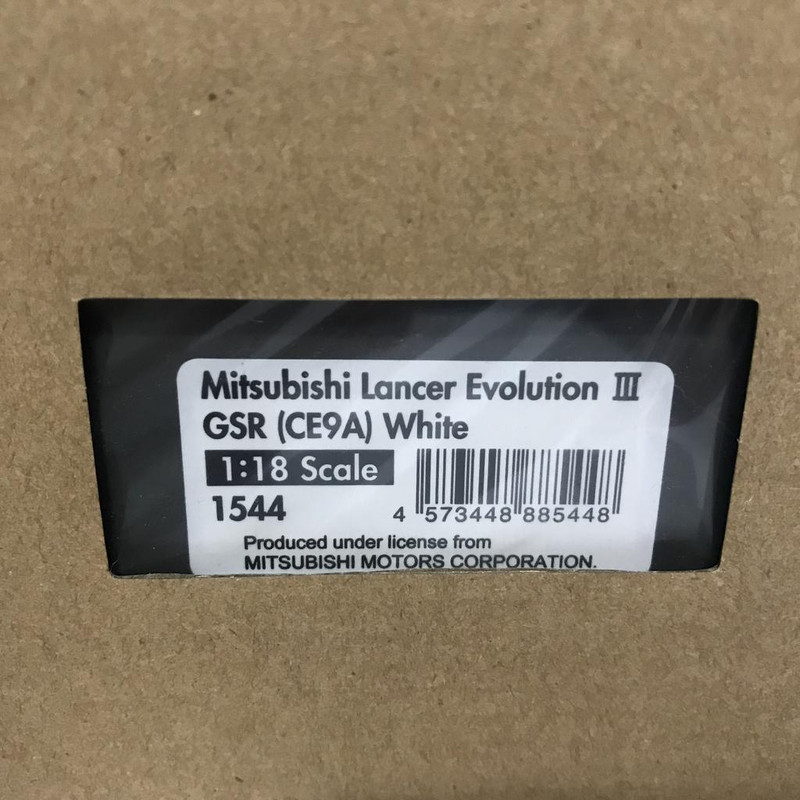 Mitsubishi Lancer Evolution Ⅲ
GSR (CE9A) White
1:18 Scale
1544
4 573448 885448
Produced under license from
MITSUBISHI MOTORS CORPORATION.